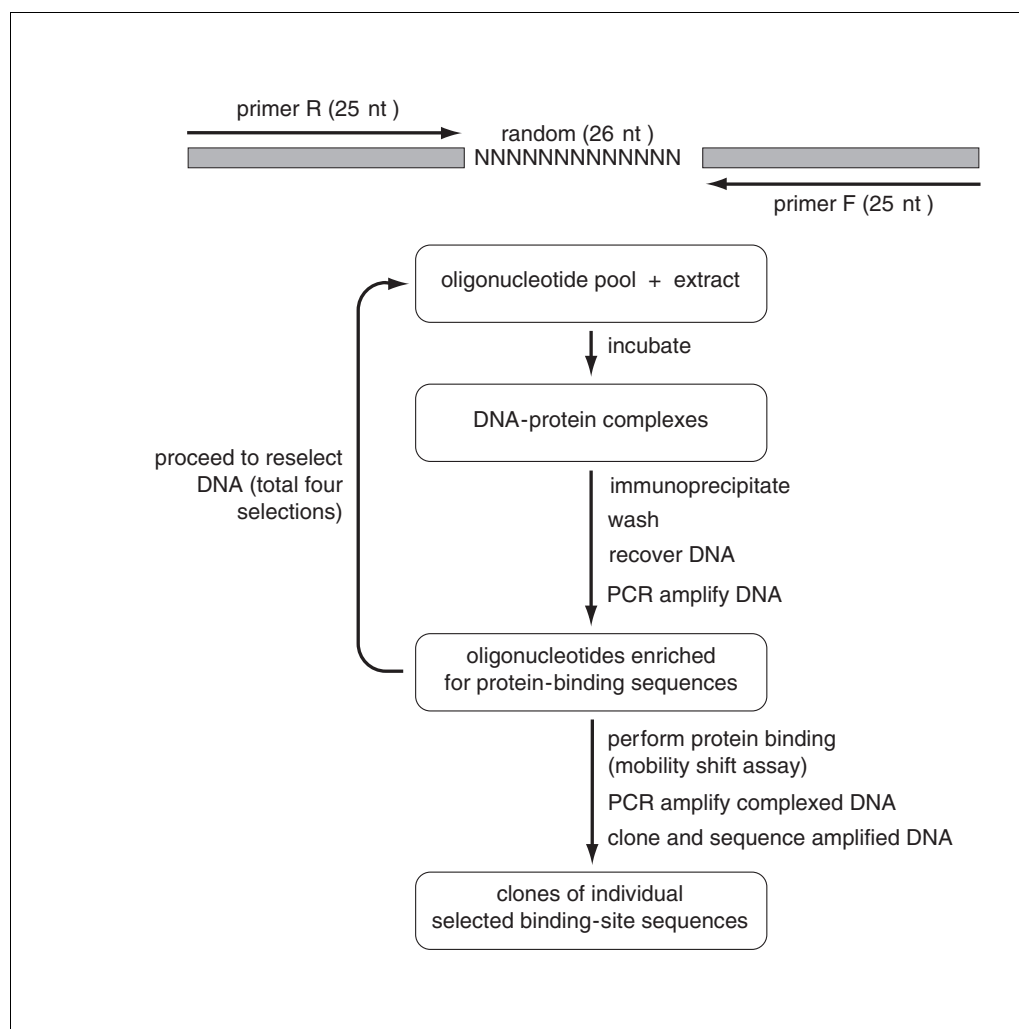 primer R (25 nt )
random (26 nt )
NNNNNNNNNNNNN
primer F (25 nt )
oligonucleotide pool + extract
incubate
DNA-protein complexes
proceed to reselect
DNA (total four
selections)
immunoprecipitate
wash
recover DNA
PCR amplify DNA
oligonucleotides enriched
for protein-binding sequences
perform protein binding
(mobility shift assay)
PCR amplify complexed DNA
clone and sequence amplified DNA
clones of individual
selected binding-site sequences